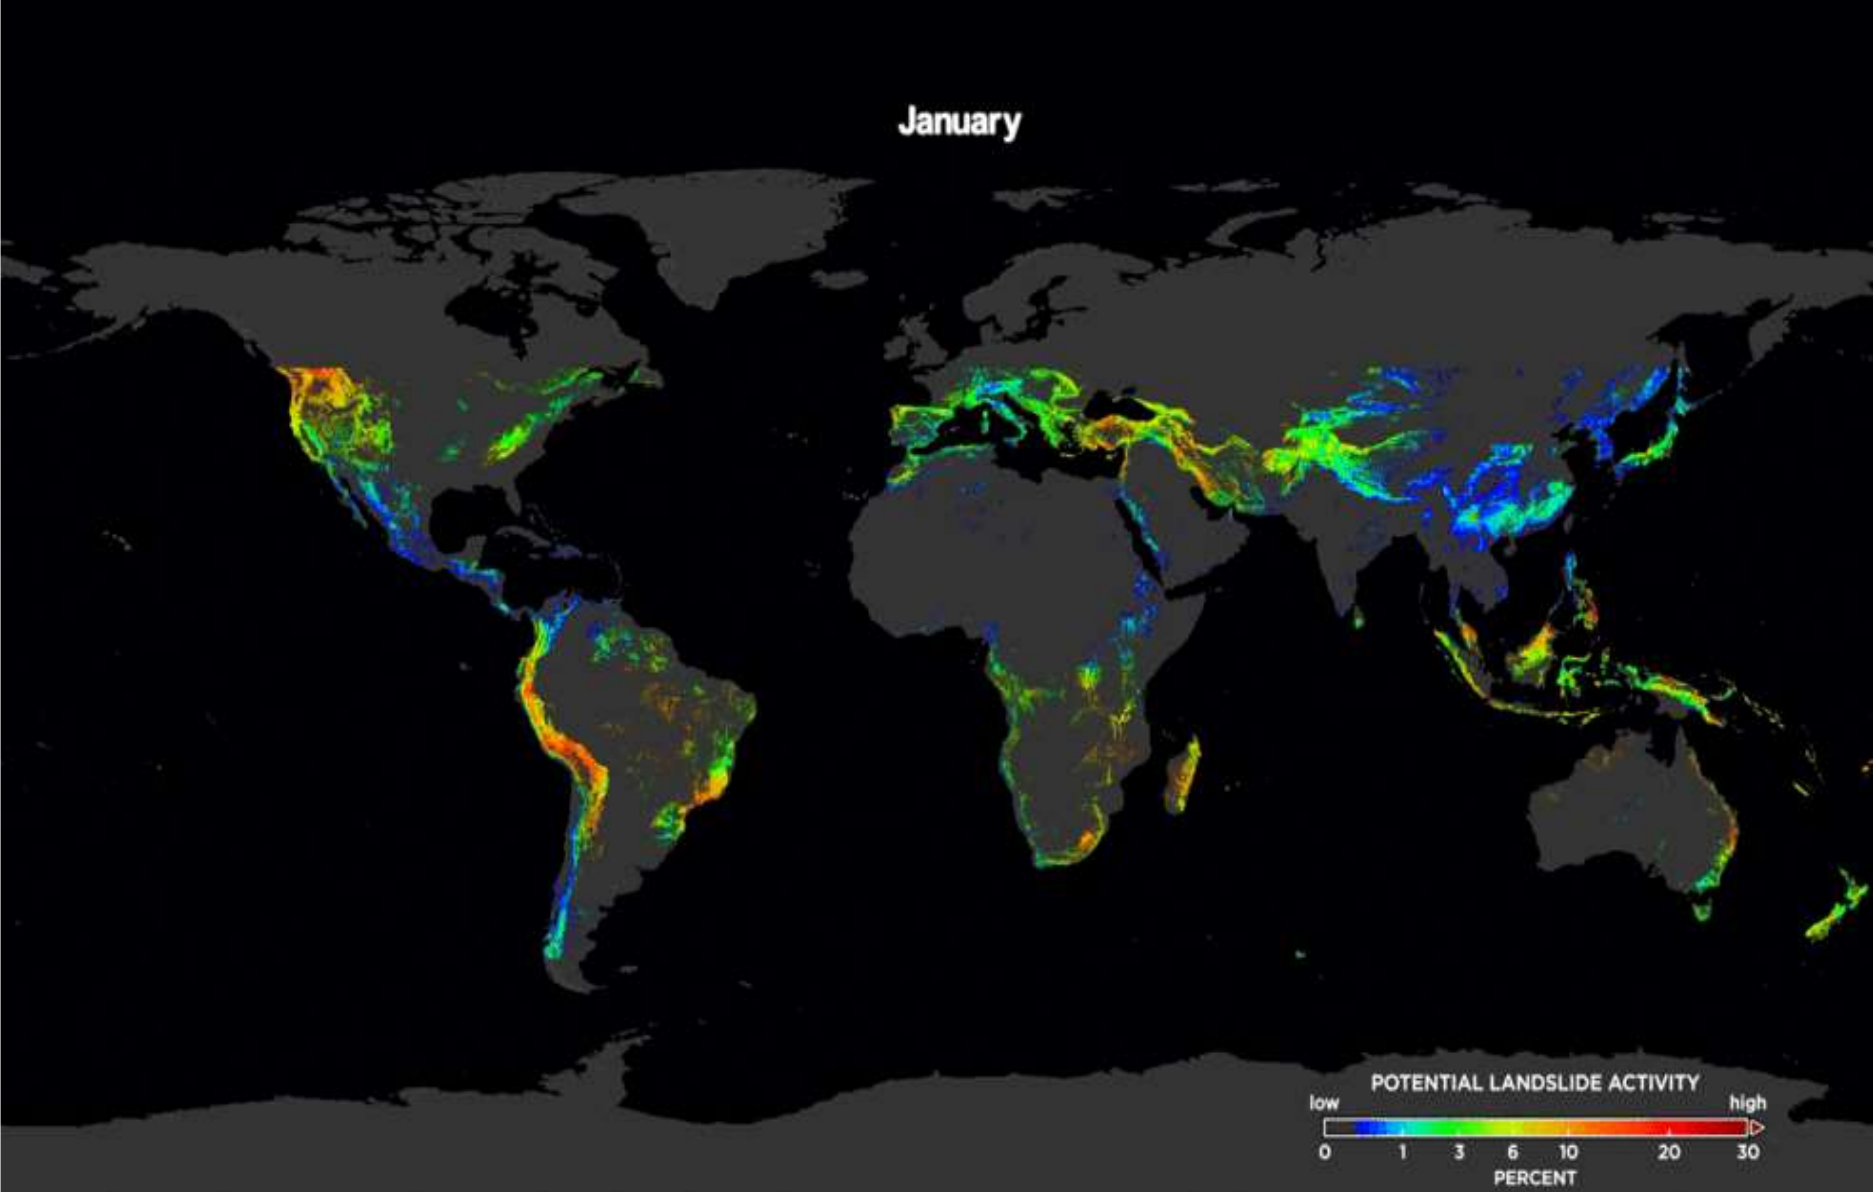 January
POTENTIAL LANDSLIDE ACTIVITY
low high
0 1 3 6 10 20 30
PERCENT